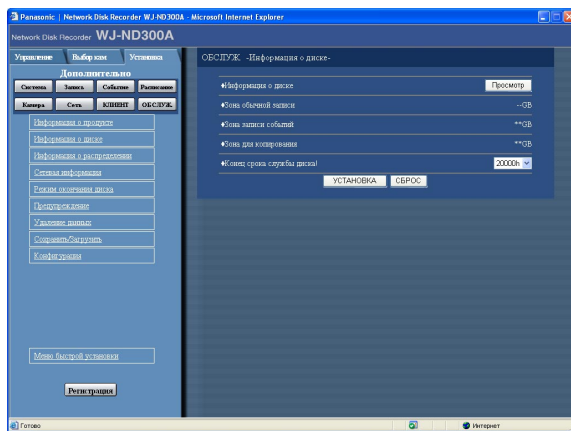 Panasonic | Network Disk Recorder WJ-ND300A - Microsoft Internet Explorer
Network Disk Recorder WJ-ND300A
Управление Выбор кам Установка
Дополнительно
Система Запись Событие Расписание
Камера Сеть КЛИЕНТ ОБСЛУЖ.
Информация о продукте
Информация о диске
Информация о распределении
Сетевая информация
Режим окончания диска
Предупреждение
Удаление данных
Сохранить/Загрузить
Конфигурация
Меню быстрой установки
Регистрация
ОБСЛУЖ. -Информация о диске-
♦Информация о диске Просмотр
♦Зона обычной записи --GB
♦Зона записи событий **GB
♦Зона для копирования **GB
♦Конец срока службы диска! 20000h
УСТАНОВКА СБРОС
Готово Интернет